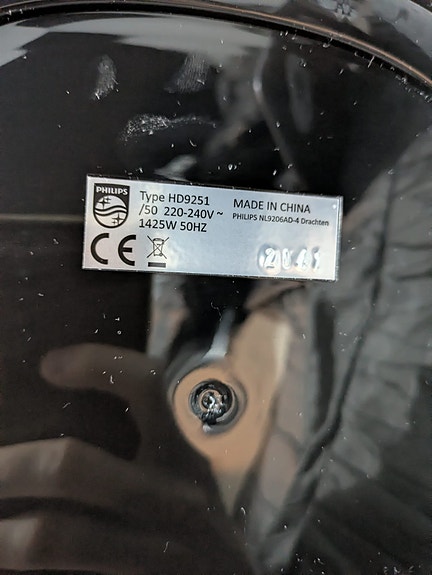 PHILIPS
Type HD9251
/50 220-240V ~
1425W 50HZ
MADE IN CHINA
PHILIPS NL9206AD-4 Drachten
CE